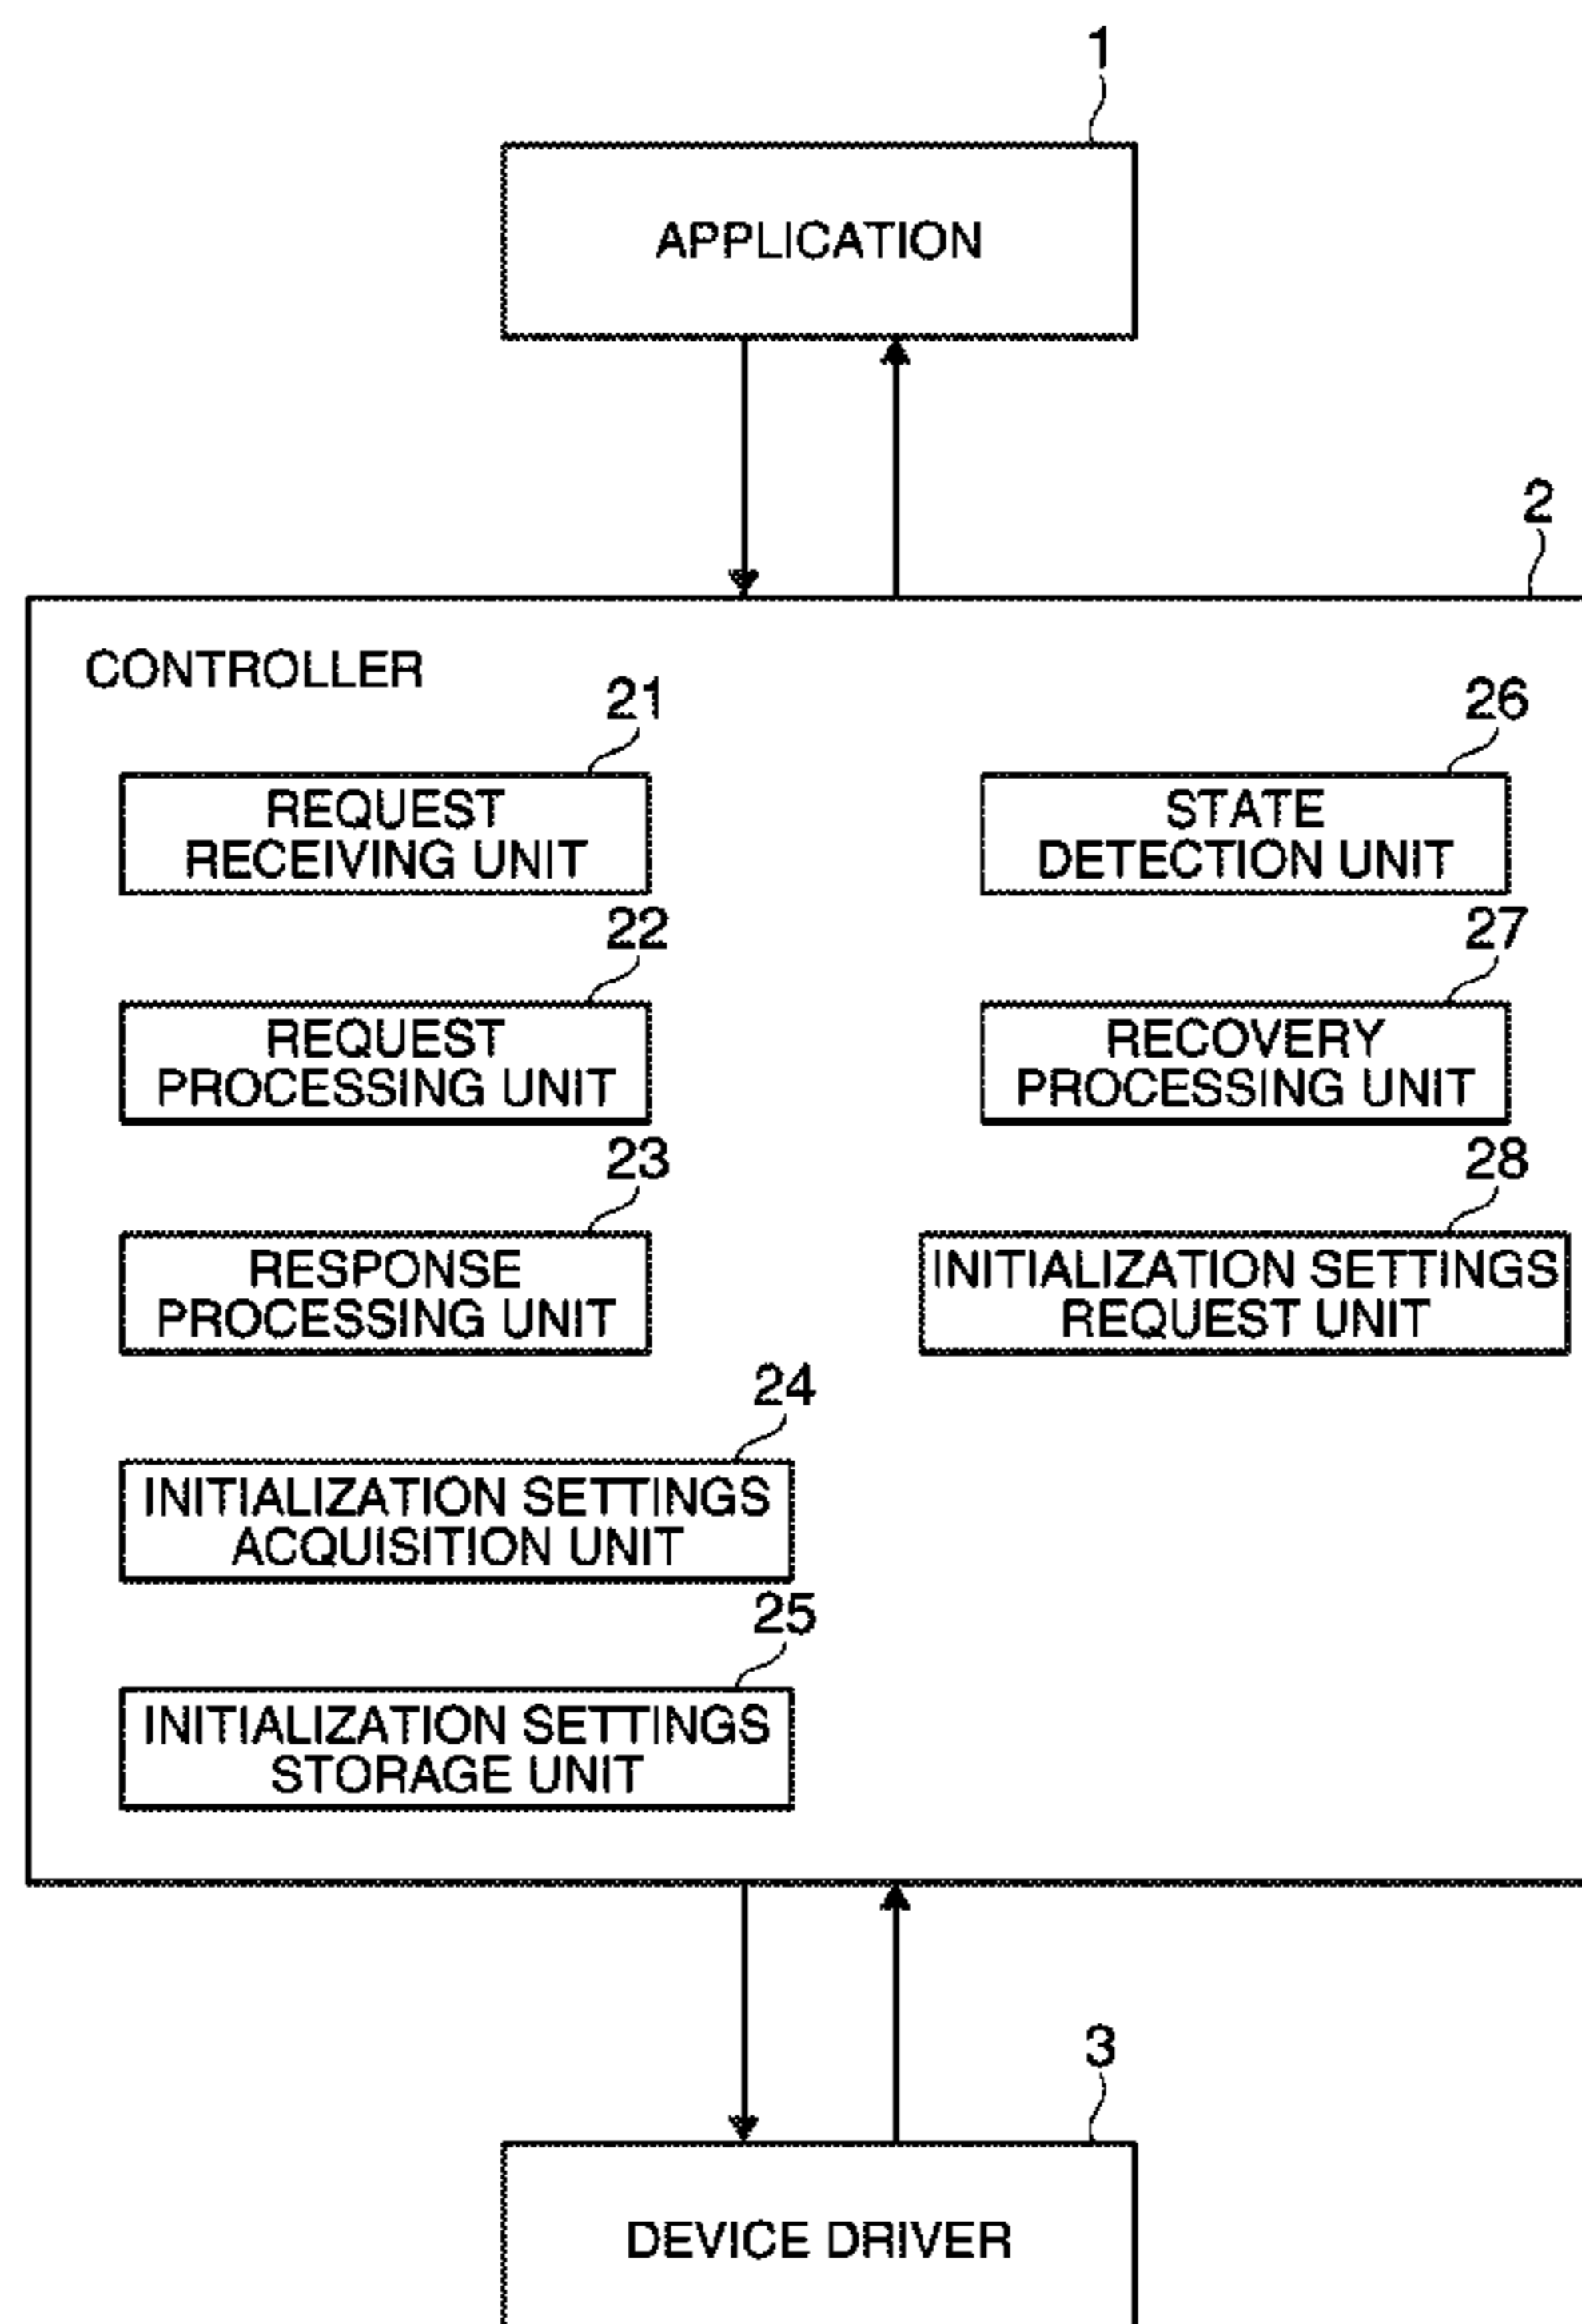 1
APPLICATION
2
CONTROLLER
21
REQUEST
RECEIVING UNIT
22
REQUEST
PROCESSING UNIT
23
RESPONSE
PROCESSING UNIT
24
INITIALIZATION SETTINGS
ACQUISITION UNIT
25
INITIALIZATION SETTINGS
STORAGE UNIT
26
STATE
DETECTION UNIT
27
RECOVERY
PROCESSING UNIT
28
INITIALIZATION SETTINGS
REQUEST UNIT
3
DEVICE DRIVER